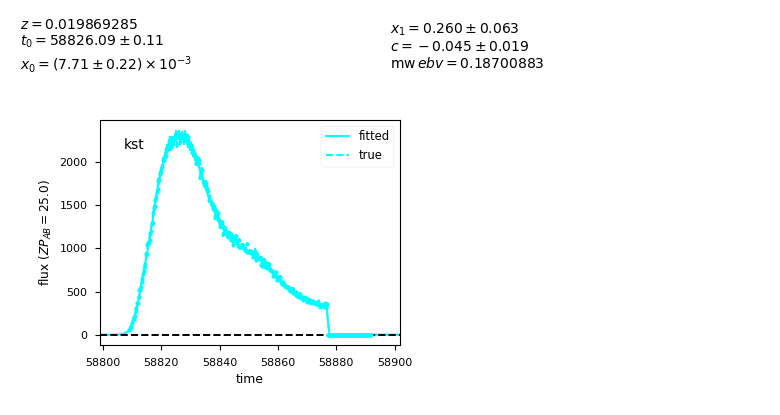 z = 0.019869285
t₀ = 58826.09 ± 0.11
x₀ = (7.71 ± 0.22) × 10⁻³
x₁ = 0.260 ± 0.063
c = −0.045 ± 0.019
mw ebv = 0.18700883
kst
fitted
true
flux (ZP_AB = 25.0)
2000
1500
1000
500
0
58800 58820 58840 58860 58880 58900
time